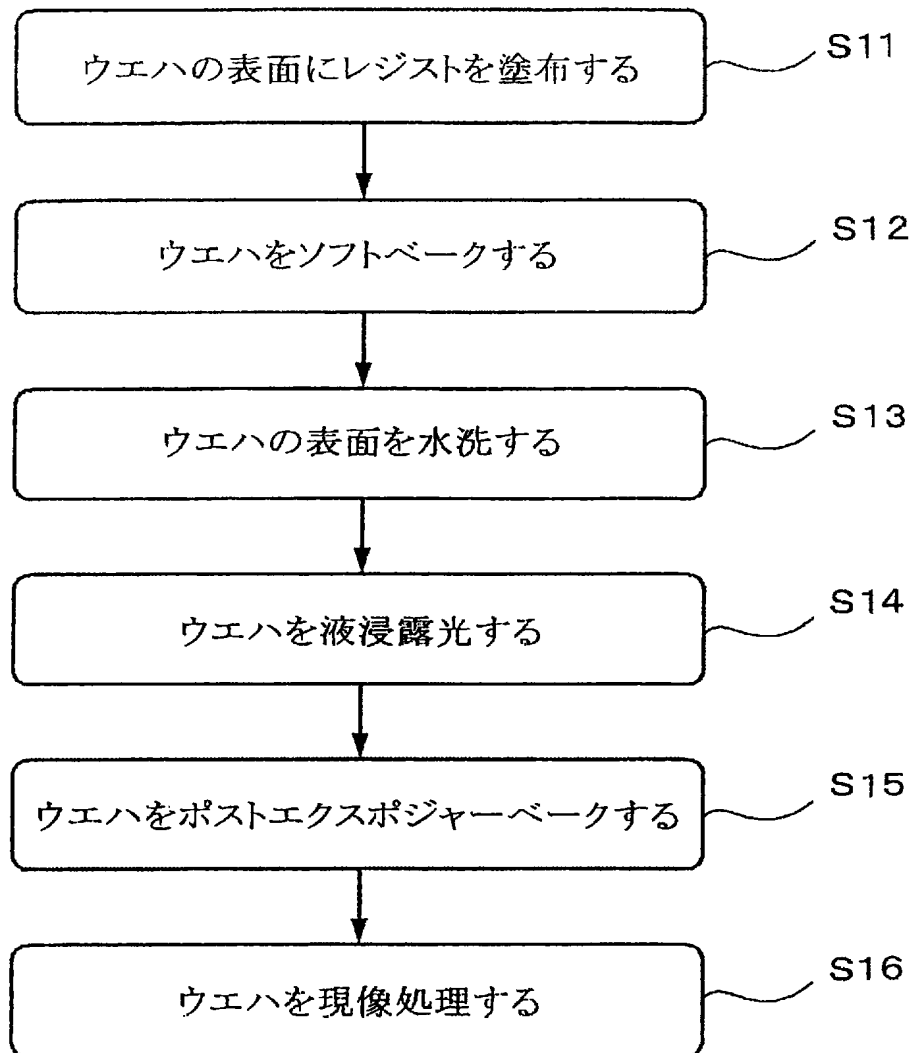 ウエハの表面にレジストを塗布する
S11
ウエハをソフトベークする
S12
ウエハの表面を水洗する
S13
ウエハを液浸露光する
S14
ウエハをポストエクスポジャーベークする
S15
ウエハを現像処理する
S16